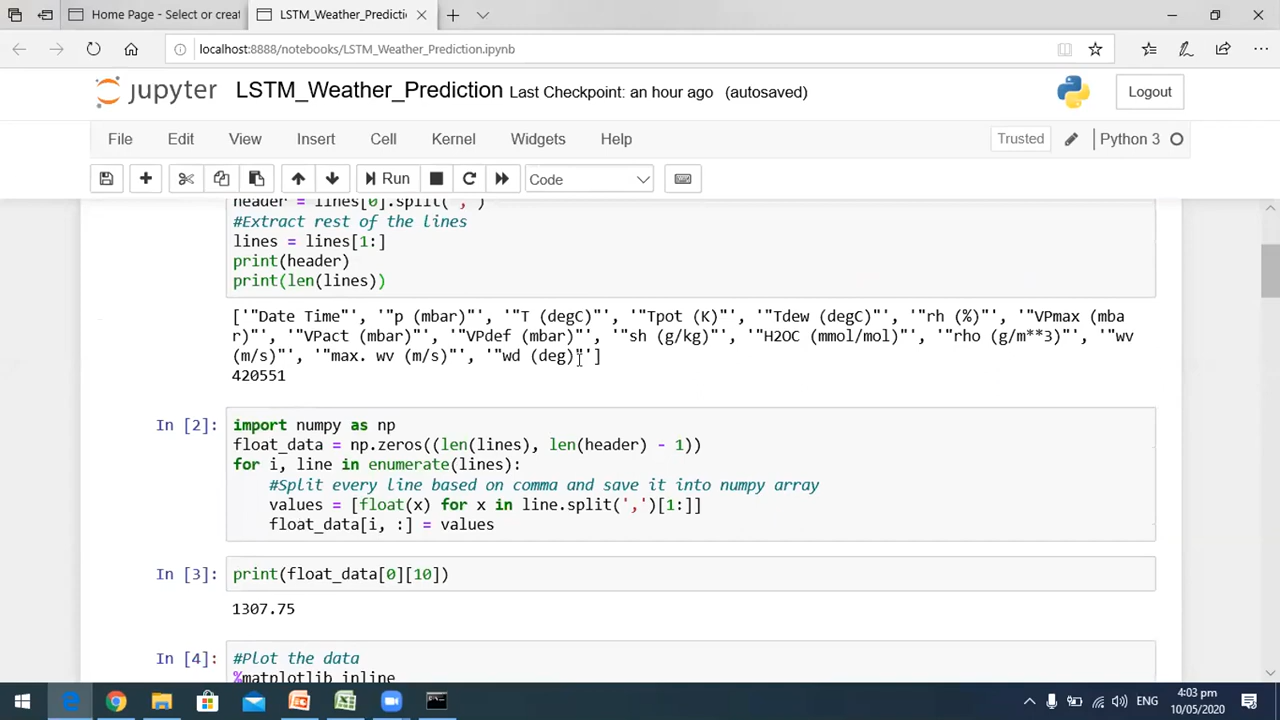 Home Page - Select or creat
LSTM_Weather_Predictic
localhost:8888/notebooks/LSTM_Weather_Prediction.ipynb
jupyter LSTM_Weather_Prediction Last Checkpoint: an hour ago (autosaved)
Logout
File Edit View Insert Cell Kernel Widgets Help
Trusted Python 3
Run Code
header = lines[0].split(',')
#Extract rest of the lines
lines = lines[1:]
print(header)
print(len(lines))
['"Date Time"', '"p (mbar)"', '"T (degC)"', '"Tpot (K)"', '"Tdew (degC)"', '"rh (%)"', '"VPmax (mba
r)"', '"VPact (mbar)"', '"VPdef (mbar)"', '"sh (g/kg)"', '"H2OC (mmol/mol)"', '"rho (g/m**3)"', '"wv
(m/s)"', '"max. wv (m/s)"', '"wd (deg)"']
420551
In [2]: import numpy as np
float_data = np.zeros((len(lines), len(header) - 1))
for i, line in enumerate(lines):
#Split every line based on comma and save it into numpy array
values = [float(x) for x in line.split(',')[1:]]
float_data[i, :] = values
In [3]: print(float_data[0][10])
1307.75
In [4]: #Plot the data
%matplotlib inline
ENG
4:03 pm
10/05/2020